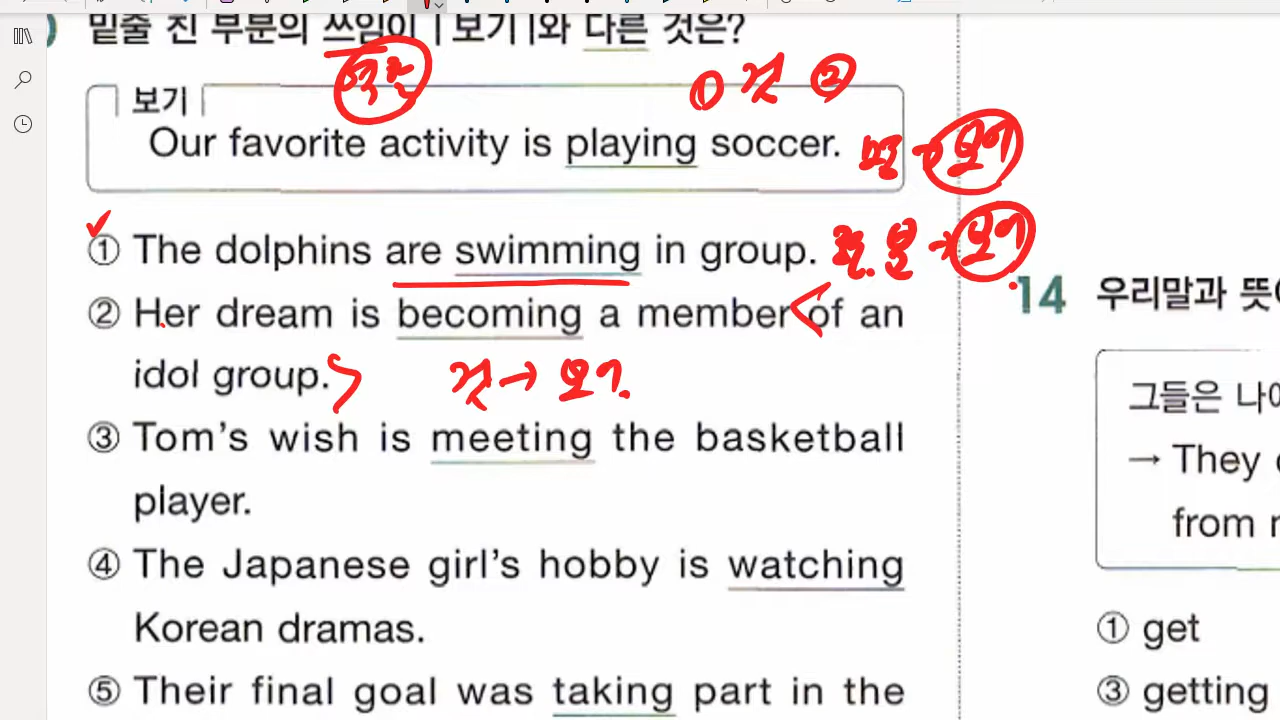 밑줄 친 부분의 쓰임이 | 보기 |와 다른 것은?
역할
① 것 ②
보기
Our favorite activity is playing soccer.
→ 보어
① The dolphins are swimming in group.
→ 보어
② Her dream is becoming a member of an
idol group.
것 → 보어
③ Tom's wish is meeting the basketball
player.
④ The Japanese girl's hobby is watching
Korean dramas.
⑤ Their final goal was taking part in the
14 우리말과
그들은
→ They
from
① get
③ getting